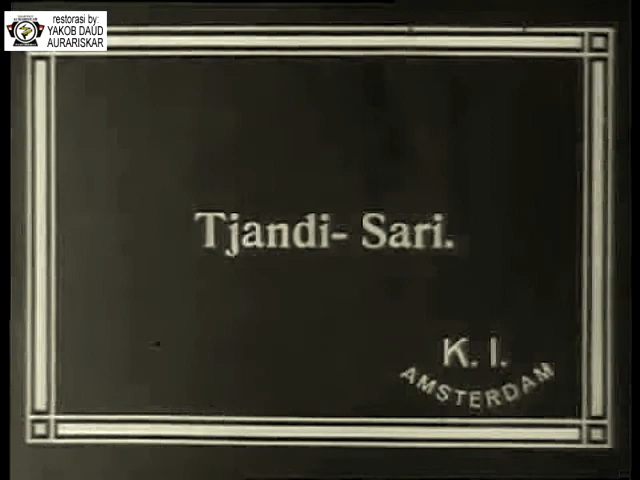 restorasi by:
YAKOB DAUD
AURARISKAR
Tjandi- Sari.
K. I.
AMSTERDAM